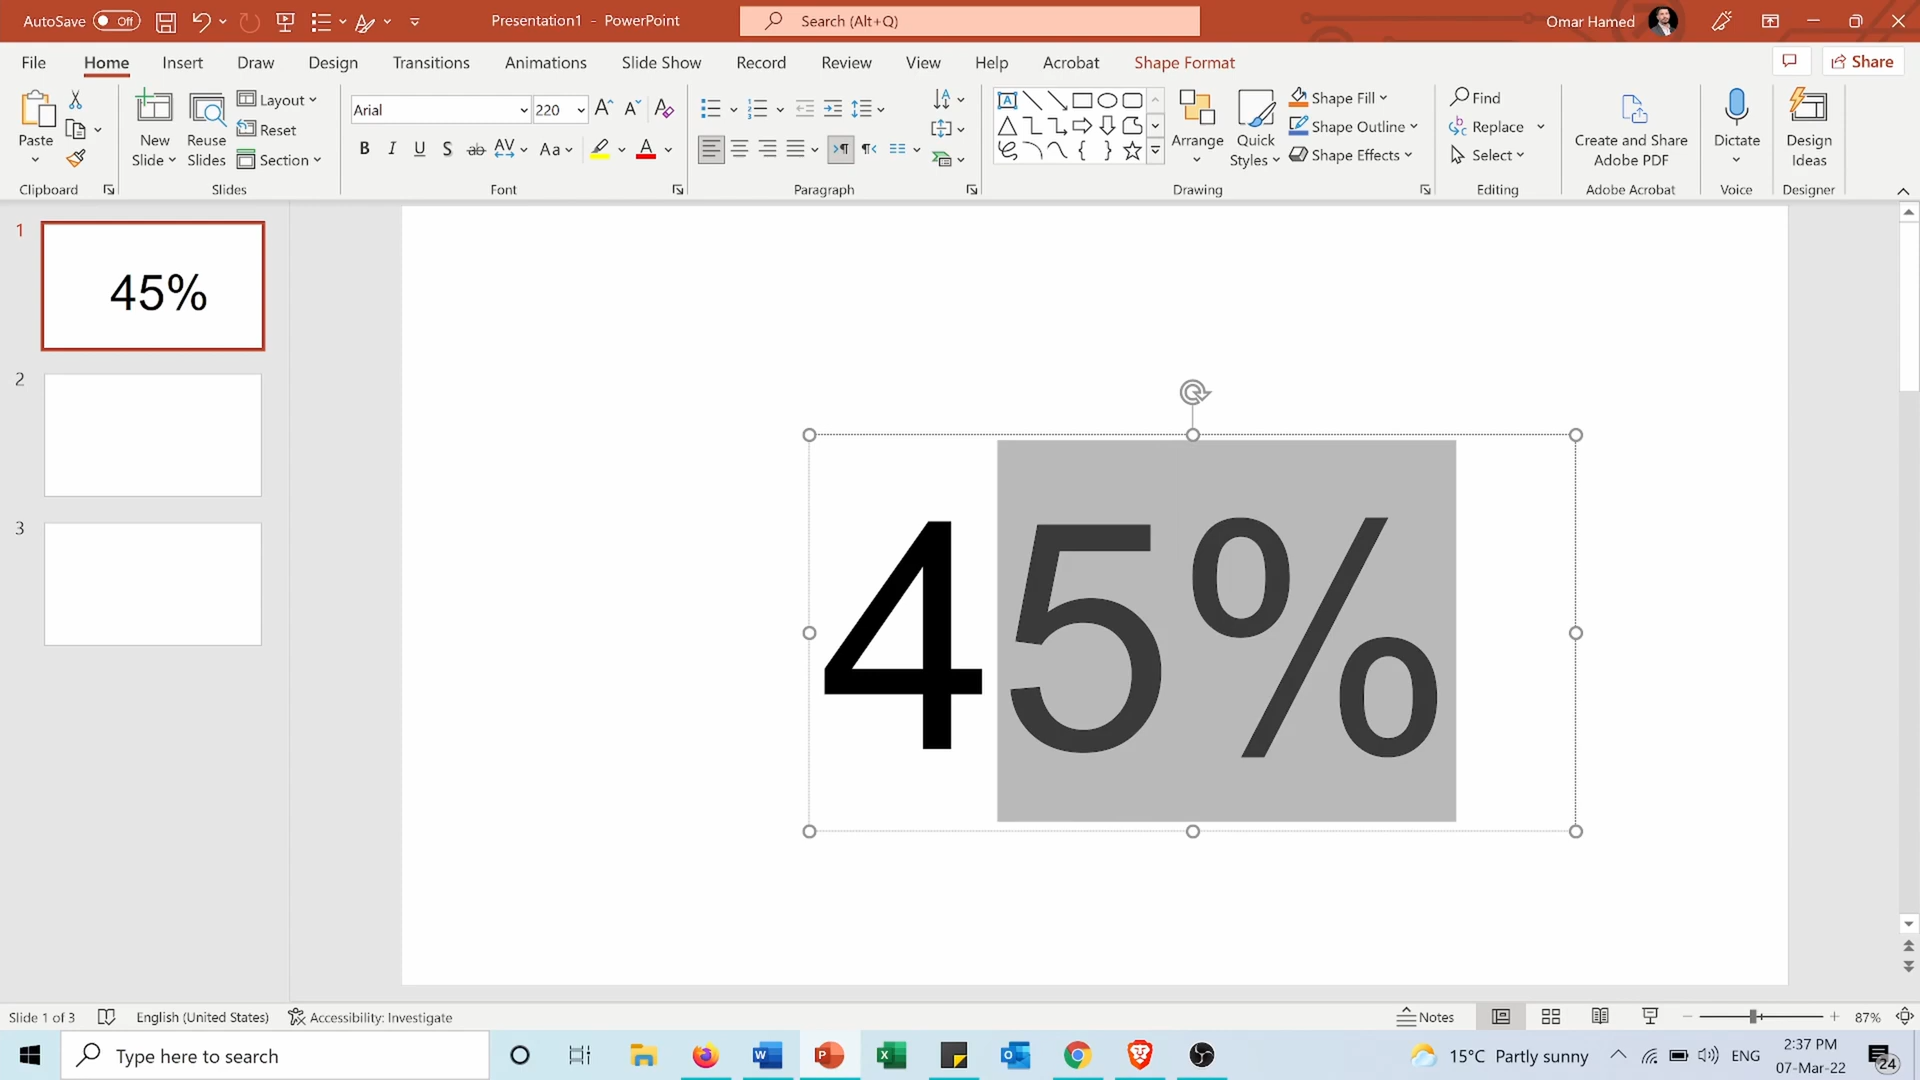 AutoSave Off Presentation1 - PowerPoint Search (Alt+Q) Omar Hamed
File Home Insert Draw Design Transitions Animations Slide Show Record Review View Help Acrobat Shape Format Share
Paste
New Slide
Reuse Slides
Layout
Reset
Section
Arial 220
B I U S ab AV Aa A
Arrange
Quick Styles
Shape Fill
Shape Outline
Shape Effects
Find
Replace
Select
Create and Share Adobe PDF
Dictate
Design Ideas
Clipboard Slides Font Paragraph Drawing Editing Adobe Acrobat Voice Designer
1
45%
2
3
45%
Slide 1 of 3 English (United States) Accessibility: Investigate Notes 87%
Type here to search 15°C Partly sunny ENG 2:37 PM
07-Mar-22 24